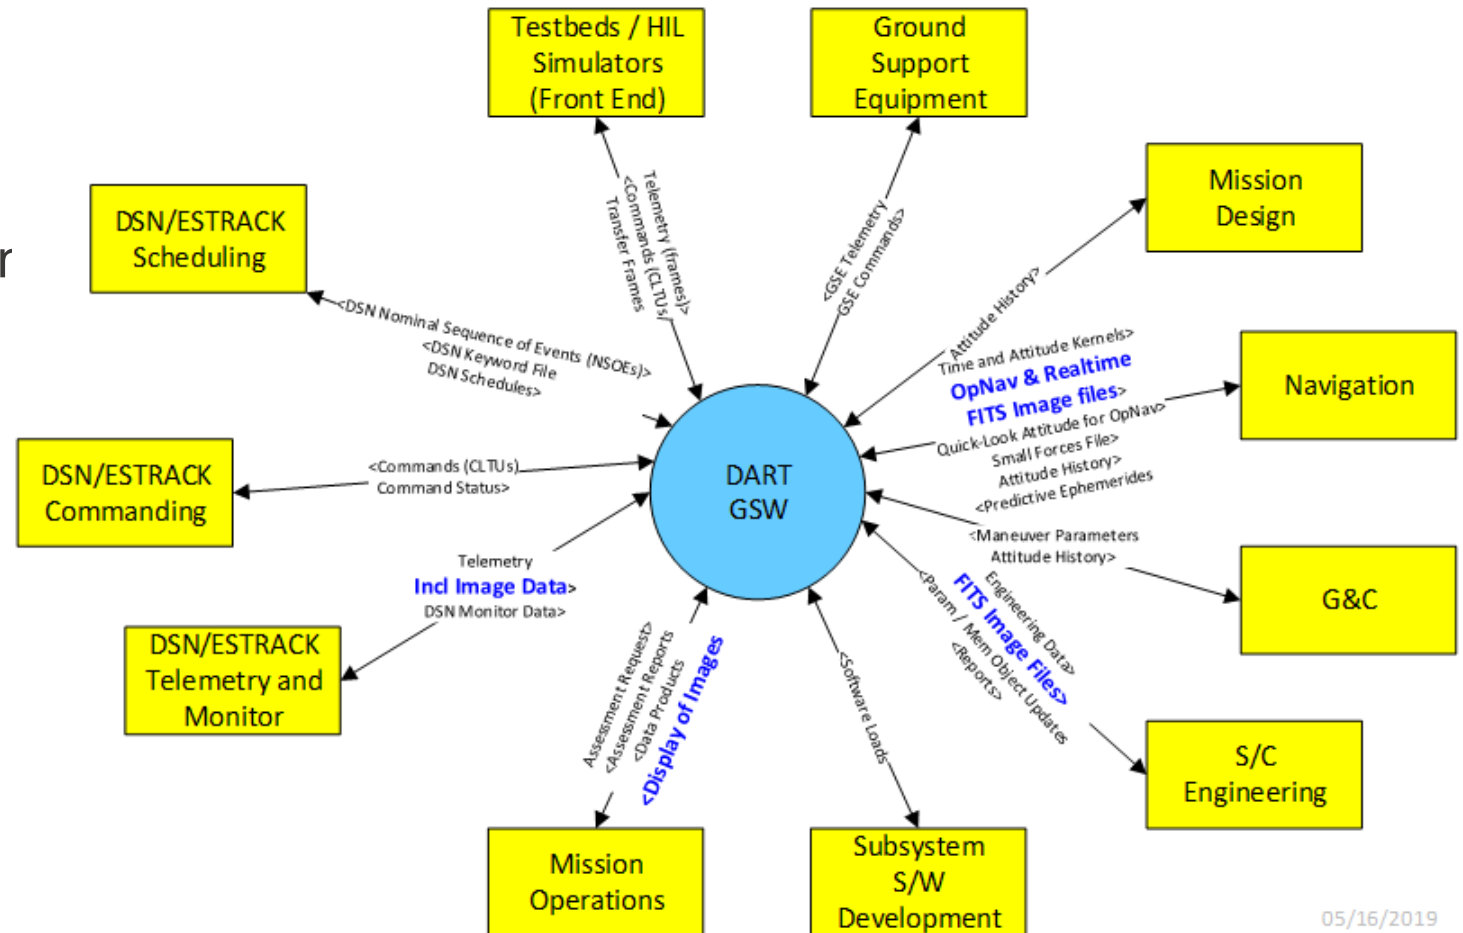 Testbeds / HIL
Simulators
(Front End)
Ground
Support
Equipment
Mission
Design
DSN/ESTRACK
Scheduling
Telemetry (frames)>
<Commands (CLTUs)
Transfer Frames
<GSE Telemetry
GSE Commands>
Attitude History>
<DSN Nominal Sequence of Events (NSOEs)>
<DSN Keyword File
DSN Schedules>
Time and Attitude Kernels>
OpNav & Realtime
FITS Image files>
Quick-Look Attitude for OpNav>
Small Forces File>
Attitude History>
<Predictive Ephemerides
Navigation
DSN/ESTRACK
Commanding
<Commands (CLTUs)
Command Status>
DART
GSW
<Maneuver Parameters
Attitude History>
G&C
Telemetry
Incl Image Data>
DSN Monitor Data>
DSN/ESTRACK
Telemetry and
Monitor
Engineering Data>
FITS Image Files>
<Param / Mem Object Updates
<Reports>
S/C
Engineering
Assessment Request>
<Assessment Reports
<Data Products
<Display of Images
<Software Loads
Mission
Operations
Subsystem
S/W
Development
05/16/2019